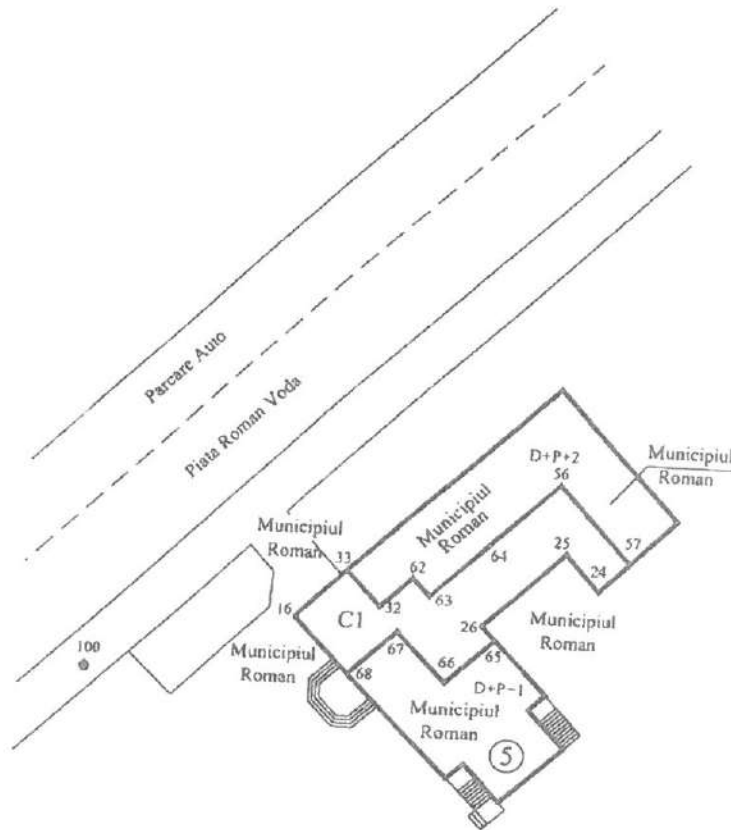 Parcare Auto
Piata Roman Voda
D+P+2
56
Municipiul
Roman
Municipiul
Roman
Municipiul
Roman
33
62
64
25
57
63
24
32
16
C1
26
Municipiul
Roman
100
67
65
Municipiul
Roman
68
66
D+P-1
Municipiul
Roman
5